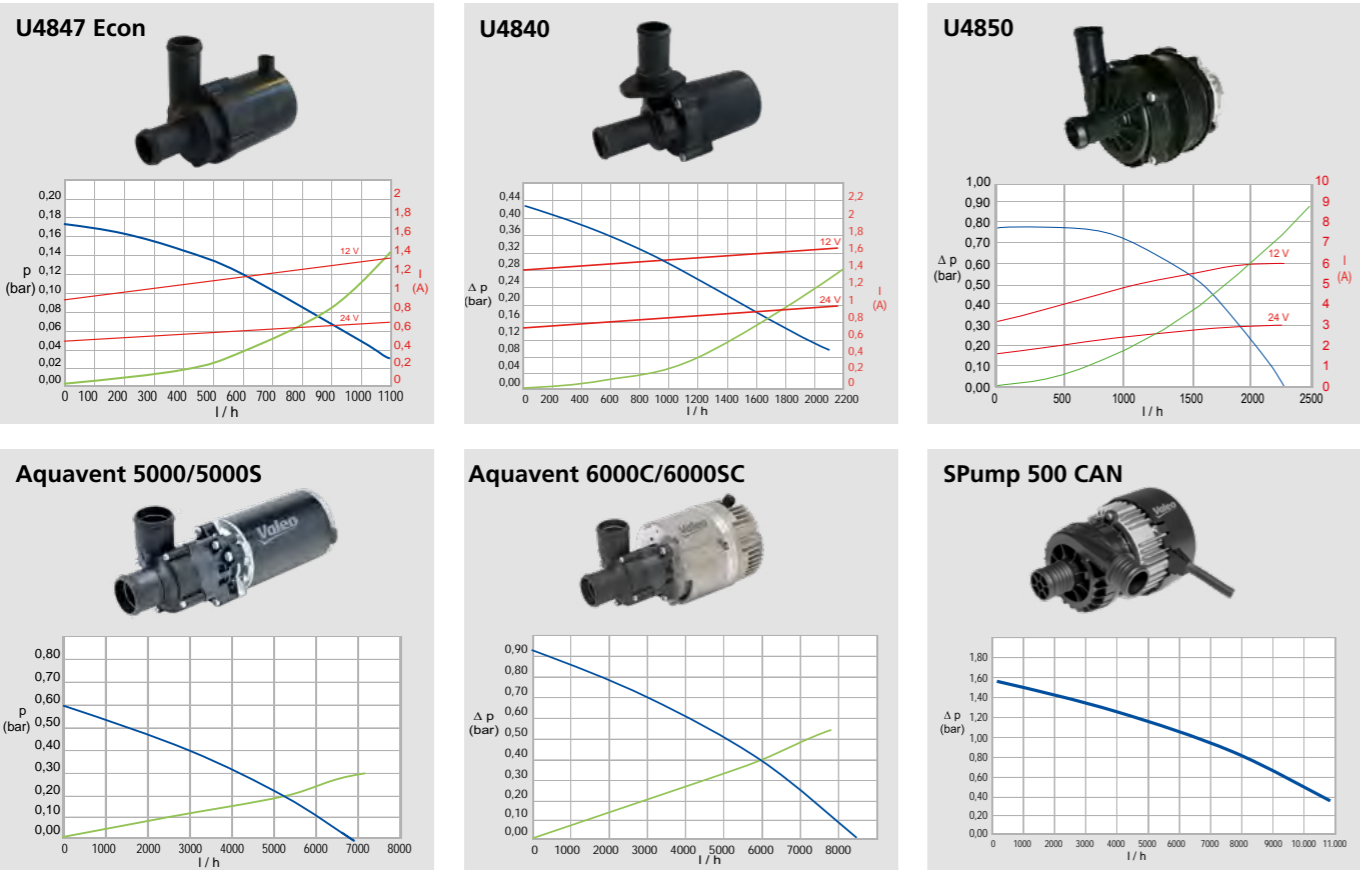 U4847 Econ
0,20
0,18
0,16
0,14
0,12
0,10
0,08
0,06
0,04
0,02
0,00
p
(bar)
12 V
24 V
2
1,8
1,6
1,4
1,2
1
0,8
0,6
0,4
0,2
0
I
(A)
0 100 200 300 400 500 600 700 800 900 1000 1100
l / h
U4840
0,44
0,40
0,36
0,32
0,28
0,24
0,20
0,17
0,12
0,08
0,04
0,00
Δ p
(bar)
12 V
24 V
2,2
2
1,8
1,6
1,4
1,2
1
0,8
0,6
0,4
0,2
0
I
(A)
0 200 400 600 800 1000 1200 1400 1600 1800 2000 2200
l / h
U4850
1,00
0,90
0,80
0,70
0,60
0,50
0,40
0,30
0,20
0,10
0,00
Δ p
(bar)
12 V
24 V
10
9
8
7
6
5
4
3
2
1
0
I
(A)
0 500 1000 1500 2000 2500
l / h
Aquavent 5000/5000S
Valeo
0,80
0,70
0,60
0,50
0,40
0,30
0,20
0,10
0,00
p
(bar)
0 1000 2000 3000 4000 5000 6000 7000 8000
l / h
Aquavent 6000C/6000SC
Valeo
0,90
0,80
0,70
0,60
0,50
0,40
0,30
0,20
0,10
0,00
Δ p
(bar)
0 1000 2000 3000 4000 5000 6000 7000 8000
l / h
SPump 500 CAN
Valeo
1,80
1,60
1,40
1,20
1,00
0,80
0,60
0,40
0,20
0,00
Δ p
(bar)
0 1000 2000 3000 4000 5000 6000 7000 8000 9000 10.000 11.000
l / h